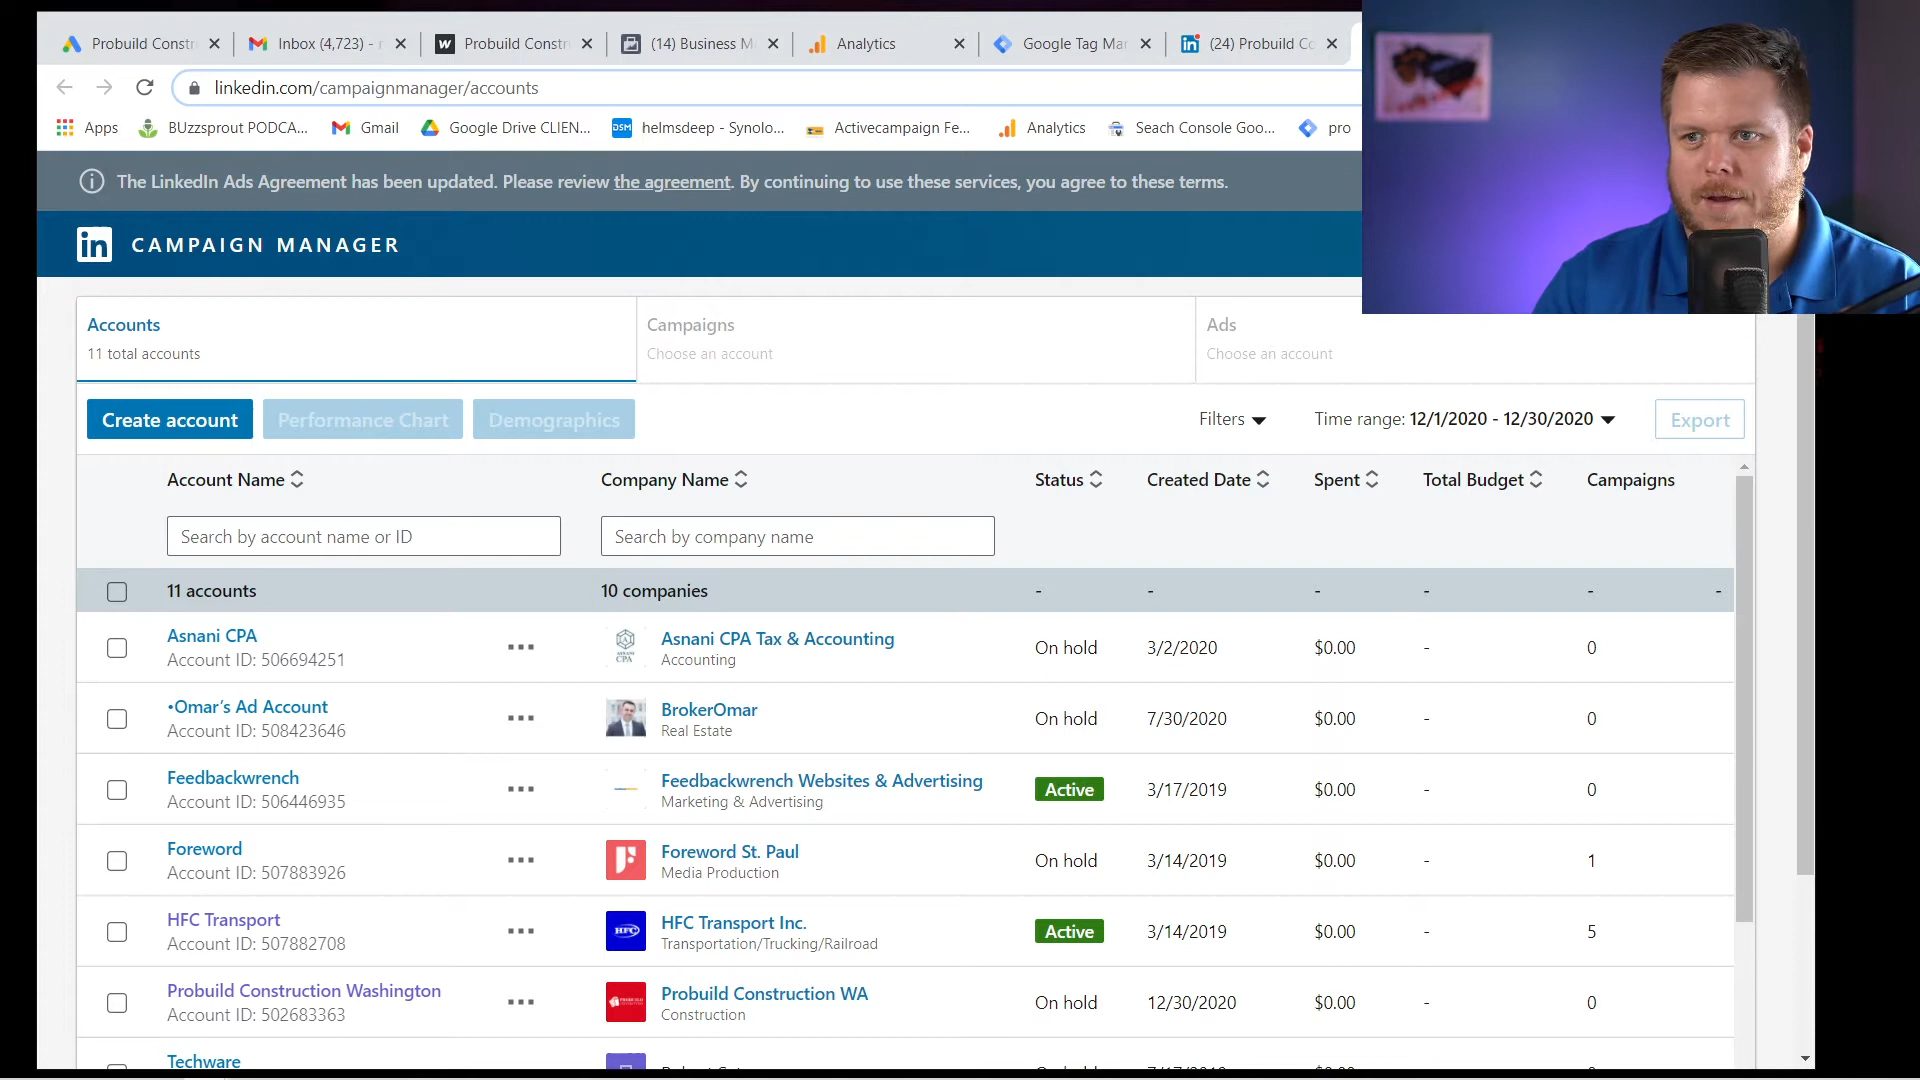 Probuild Constr
Inbox (4,723) -
Probuild Constr
(14) Business M
Analytics
Google Tag Mar
(24) Probuild Co
linkedin.com/campaignmanager/accounts
Apps
BUzzsprout PODCA...
Gmail
Google Drive CLIEN...
DSM
helmsdeep - Synolo...
Activecampaign Fe...
Analytics
Seach Console Goo...
pro
The LinkedIn Ads Agreement has been updated. Please review the agreement. By continuing to use these services, you agree to these terms.
in CAMPAIGN MANAGER
Accounts
11 total accounts
Campaigns
Choose an account
Ads
Choose an account
Create account
Performance Chart
Demographics
Filters
Time range: 12/1/2020 - 12/30/2020
Export
Account Name
Company Name
Status
Created Date
Spent
Total Budget
Campaigns
Search by account name or ID
Search by company name
11 accounts
10 companies
-
-
-
-
-
-
Asnani CPA
Account ID: 506694251
Asnani CPA Tax & Accounting
Accounting
On hold
3/2/2020
$0.00
-
0
•Omar's Ad Account
Account ID: 508423646
BrokerOmar
Real Estate
On hold
7/30/2020
$0.00
-
0
Feedbackwrench
Account ID: 506446935
Feedbackwrench Websites & Advertising
Marketing & Advertising
Active
3/17/2019
$0.00
-
0
Foreword
Account ID: 507883926
Foreword St. Paul
Media Production
On hold
3/14/2019
$0.00
-
1
HFC Transport
Account ID: 507882708
HFC
HFC Transport Inc.
Transportation/Trucking/Railroad
Active
3/14/2019
$0.00
-
5
Probuild Construction Washington
Account ID: 502683363
Probuild Construction WA
Construction
On hold
12/30/2020
$0.00
-
0
Techware